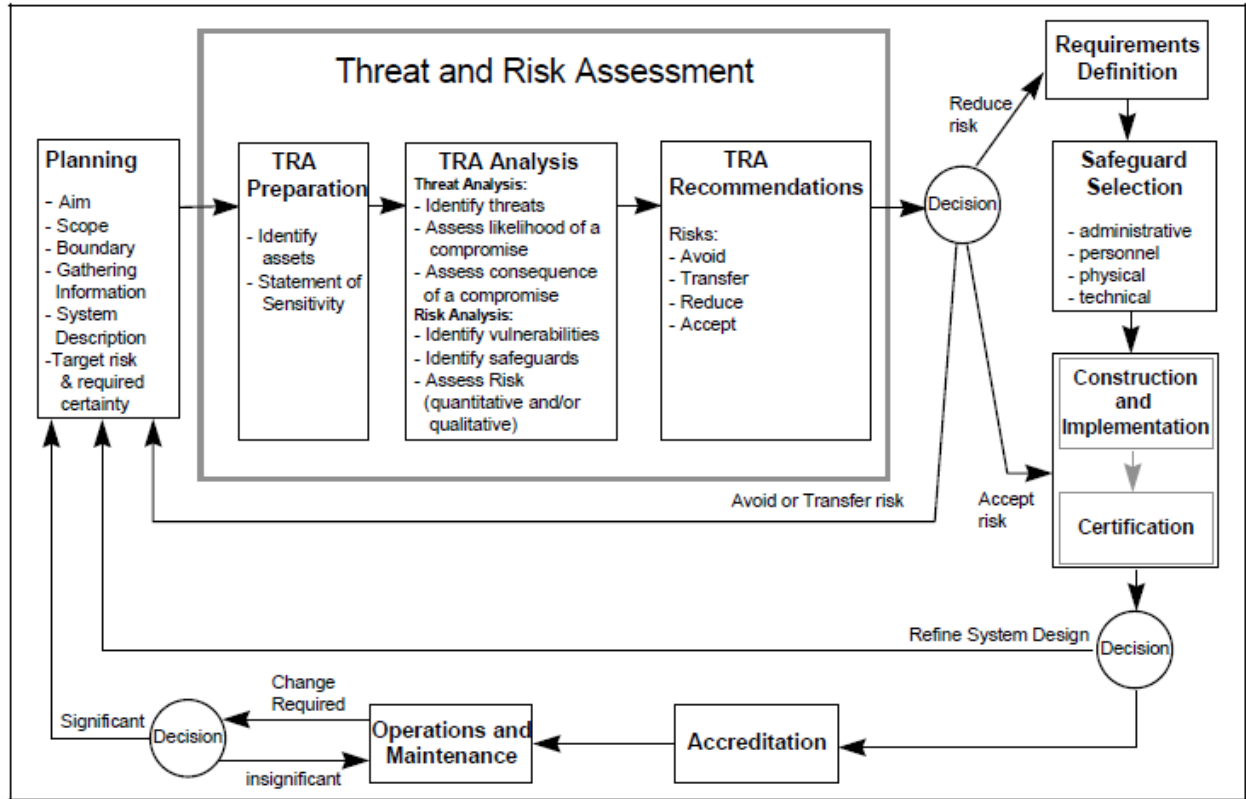 Threat and Risk Assessment
Planning
- Aim
- Scope
- Boundary
- Gathering
Information
- System
Description
-Target risk
& required
certainty
TRA
Preparation
- Identify
assets
- Statement of
Sensitivity
TRA Analysis
Threat Analysis:
- Identify threats
- Assess likelihood of a
compromise
- Assess consequence
of a compromise
Risk Analysis:
- Identify vulnerabilities
- Identify safeguards
- Assess Risk
(quantitative and/or
qualitative)
TRA
Recommendations
Risks:
- Avoid
- Transfer
- Reduce
- Accept
Decision
Reduce
risk
Requirements
Definition
Safeguard
Selection
- administrative
- personnel
- physical
- technical
Construction
and
Implementation
Certification
Avoid or Transfer risk
Accept
risk
Refine System Design
Decision
Accreditation
Operations and
Maintenance
Change
Required
Decision
Significant
insignificant